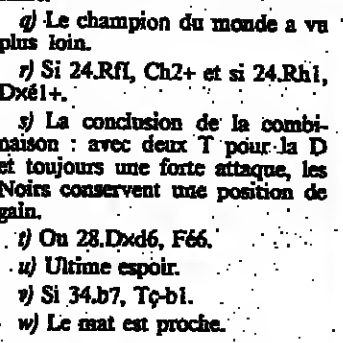 q) Le champion du monde a vu
plus loin.
r) Si 24.Rf1, Ch2+ et si 24.Rh1,
Dxé1+.
s) La conclusion de la combi-
naison : avec deux T pour la D
et toujours une forte attaque, les
Noirs conservent une position de
gain.
t) Ou 28.Dxd6, Fé6.
u) Ultime espoir.
v) Si 34.b7, Tç-b1.
w) Le mat est proche.